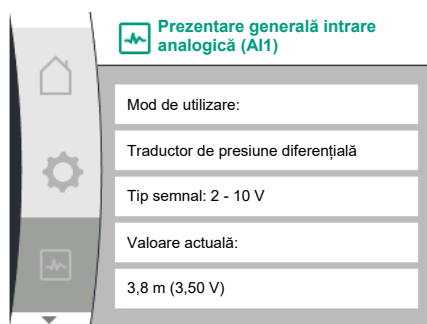 Prezentare generală intrare
analogică (AI1)
Mod de utilizare:
Traductor de presiune diferențială
Tip semnal: 2 - 10 V
Valoare actuală:
3,8 m (3,50 V)